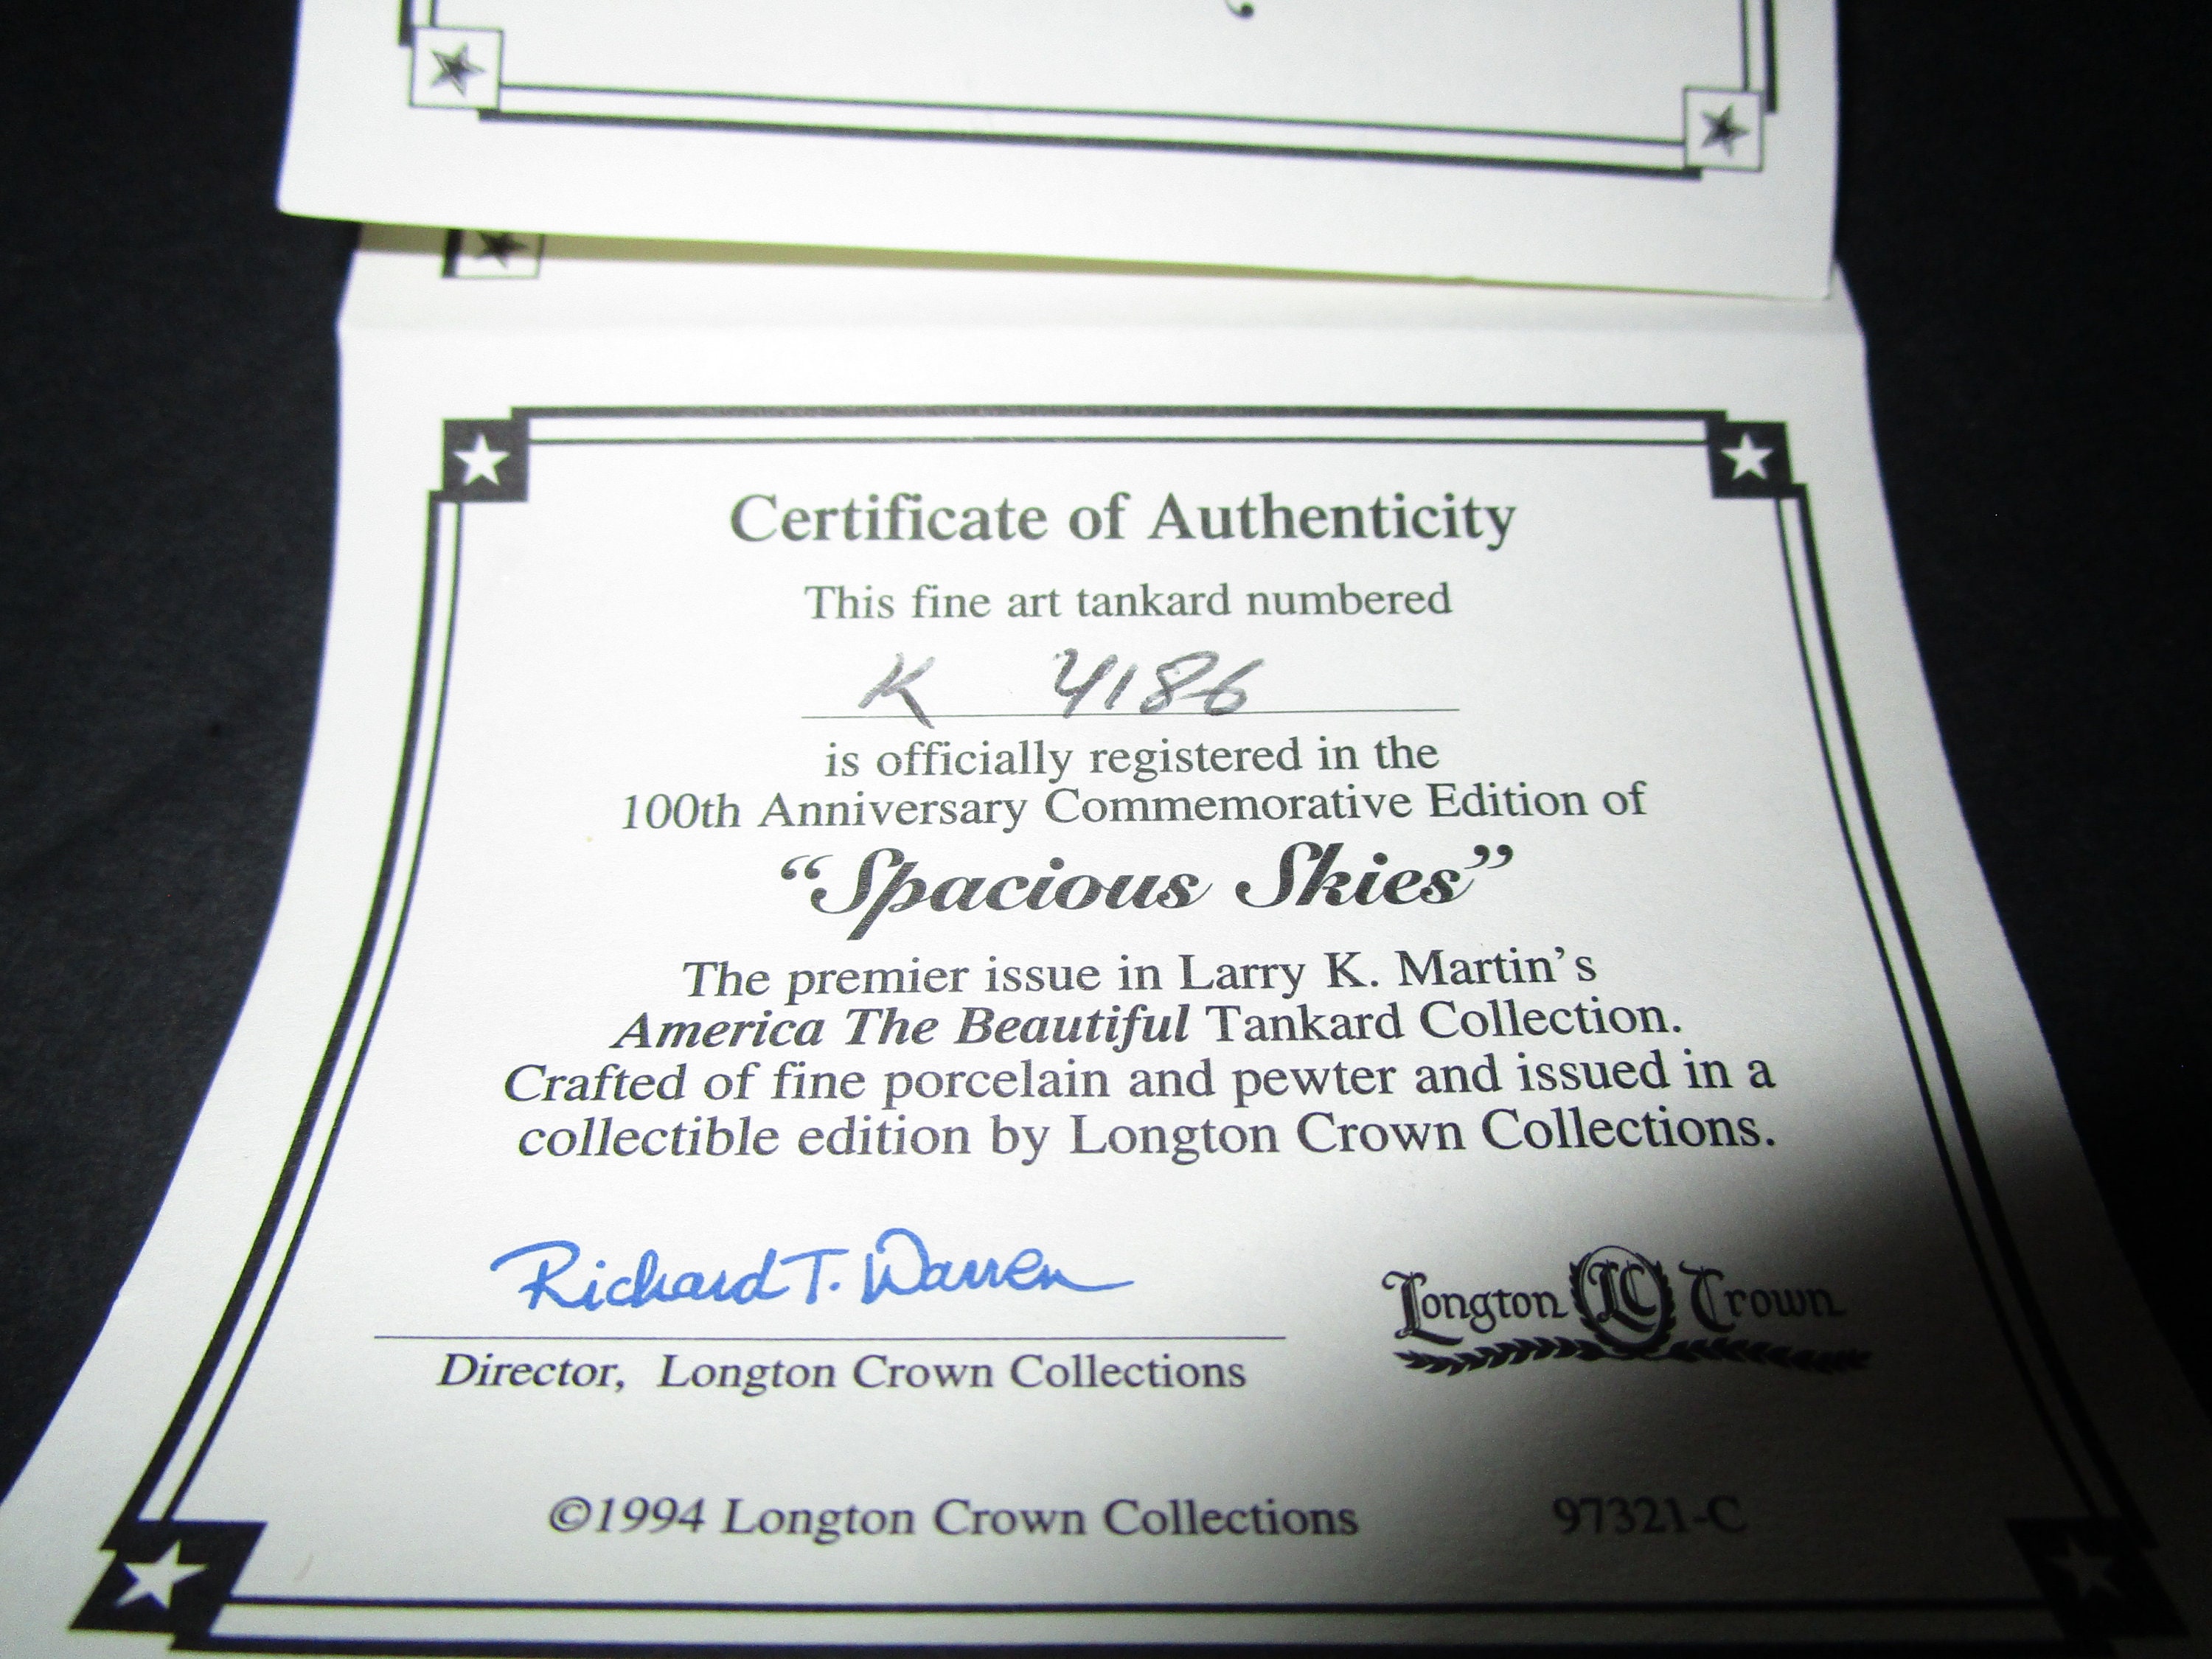 Certificate of Authenticity
This fine art tankard numbered
K 4186
is officially registered in the
100th Anniversary Commemorative Edition of
“Spacious Skies”
The premier issue in Larry K. Martin's
America The Beautiful Tankard Collection.
Crafted of fine porcelain and pewter and issued in a
collectible edition by Longton Crown Collections.
Richard T. Warren
Longton LC Crown
Director, Longton Crown Collections
©1994 Longton Crown Collections 97321-C